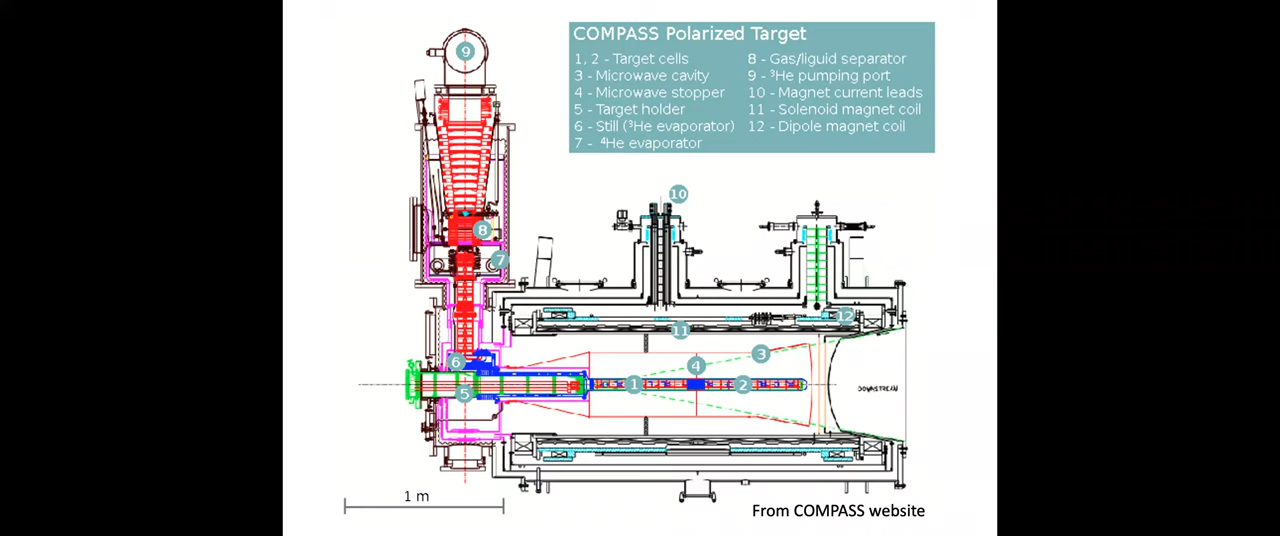 COMPASS Polarized Target
1, 2 - Target cells
3 - Microwave cavity
4 - Microwave stopper
5 - Target holder
6 - Still (³He evaporator)
7 - ⁴He evaporator
8 - Gas/liguid separator
9 - ³He pumping port
10 - Magnet current leads
11 - Solenoid magnet coil
12 - Dipole magnet coil
9
10
8
7
12
11
3
6
4
5
1
2
DOWNSTREAM
1 m
From COMPASS website